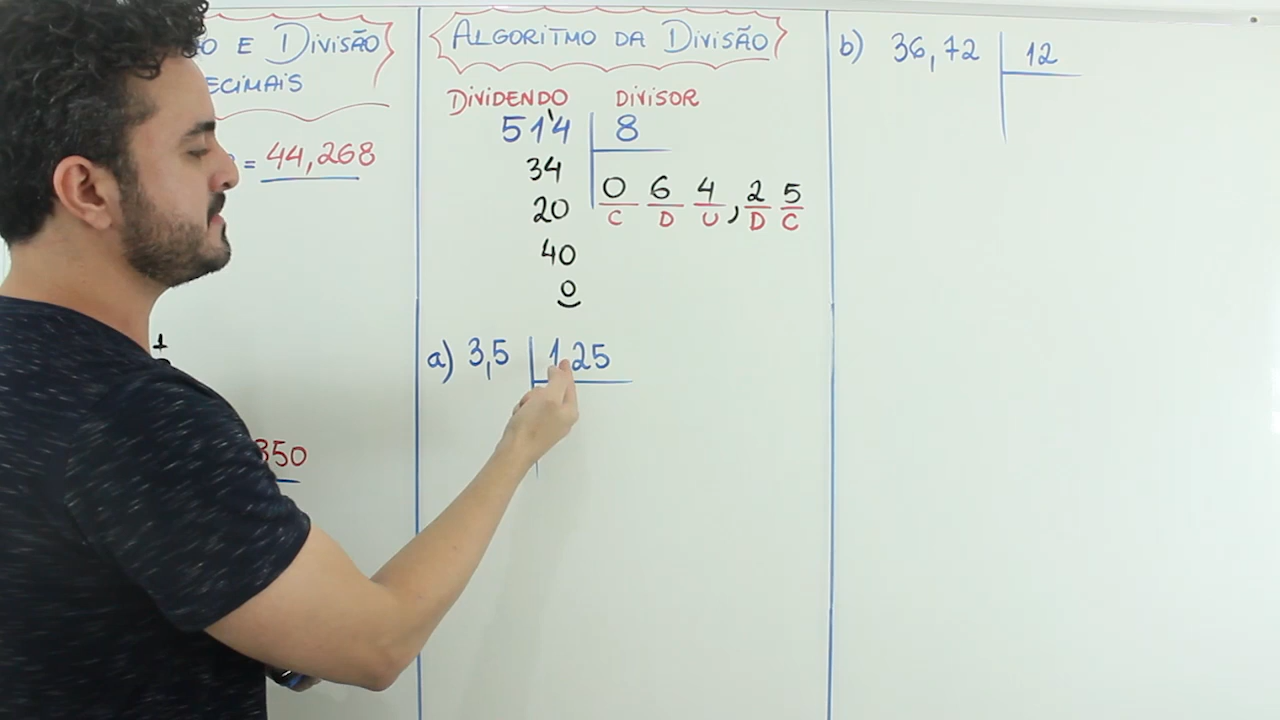 O E DIVISÃO
ECIMAIS
= 44,268
350
ALGORITMO DA DIVISÃO
DIVIDENDO DIVISOR
514 8
34
0 6 4 , 2 5
C D U D C
20
40
0
a) 3,5 1,25
b) 36,72 12